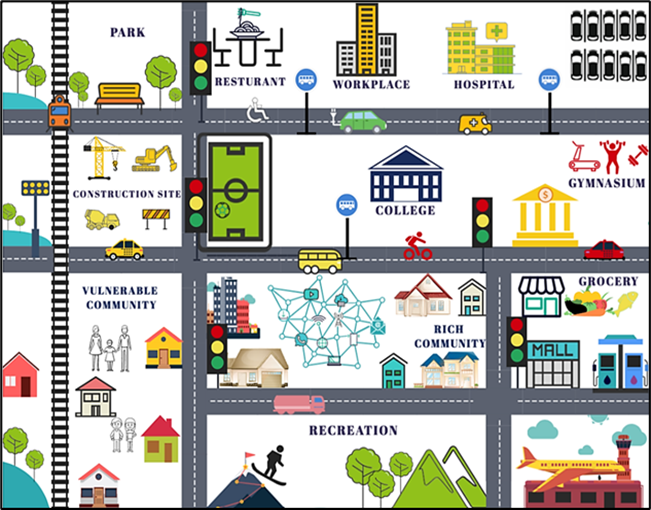 PARK
RESTURANT
WORKPLACE
HOSPITAL
CONSTRUCTION SITE
COLLEGE
GYMNASIUM
$
VULNERABLE
COMMUNITY
RICH
COMMUNITY
GROCERY
MALL
RECREATION